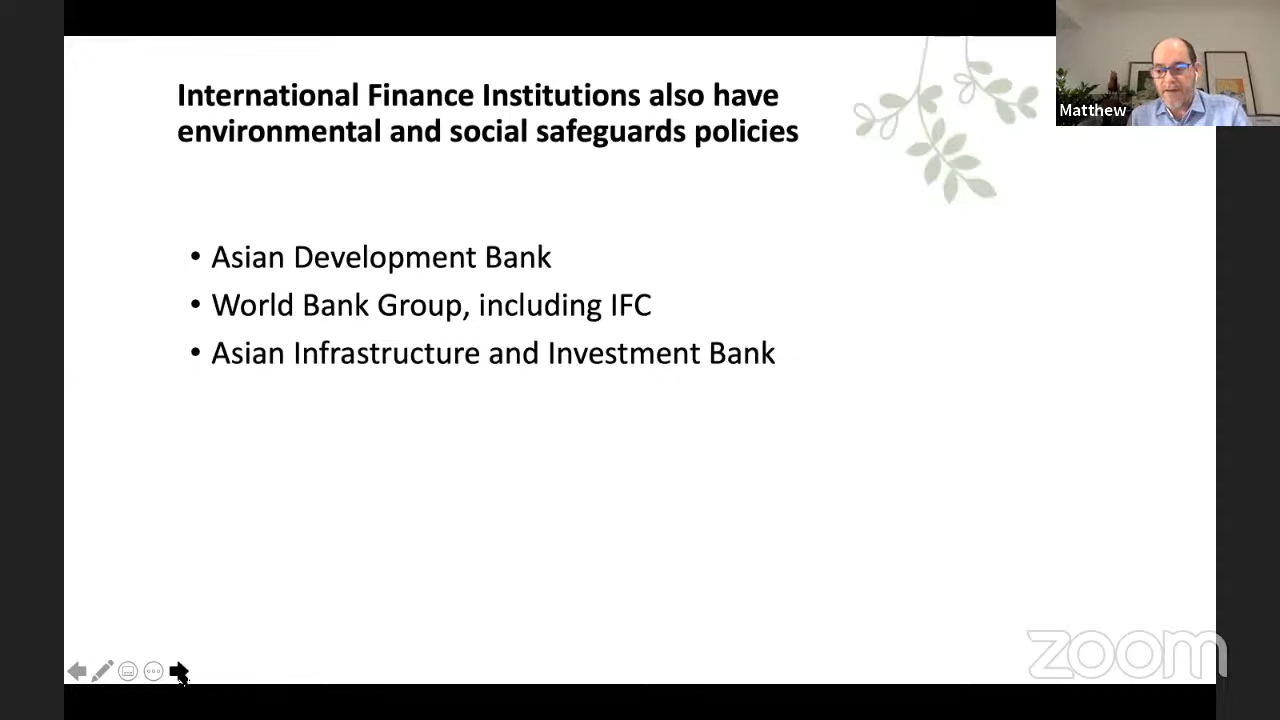 International Finance Institutions also have
environmental and social safeguards policies
Matthew
• Asian Development Bank
• World Bank Group, including IFC
• Asian Infrastructure and Investment Bank
zoom